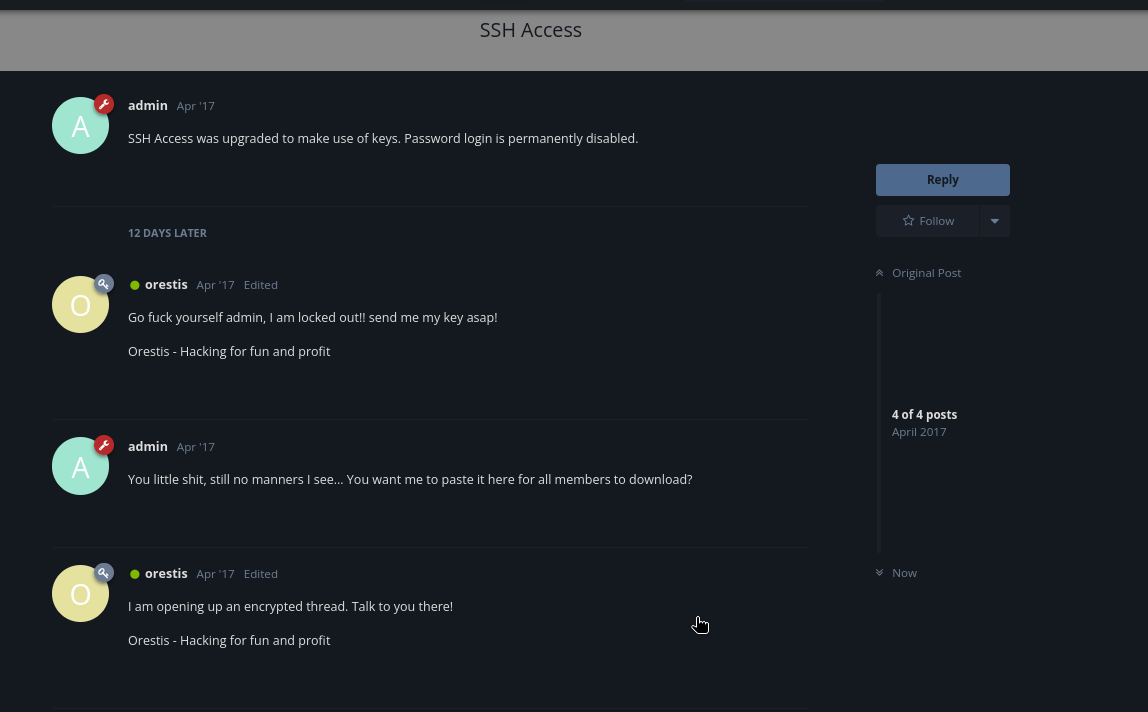 SSH Access
A
admin Apr '17
SSH Access was upgraded to make use of keys. Password login is permanently disabled.
Reply
Follow
12 DAYS LATER
Original Post
O
orestis Apr '17 Edited
Go fuck yourself admin, I am locked out!! send me my key asap!
Orestis - Hacking for fun and profit
4 of 4 posts
April 2017
A
admin Apr '17
You little shit, still no manners I see... You want me to paste it here for all members to download?
Now
O
orestis Apr '17 Edited
I am opening up an encrypted thread. Talk to you there!
Orestis - Hacking for fun and profit